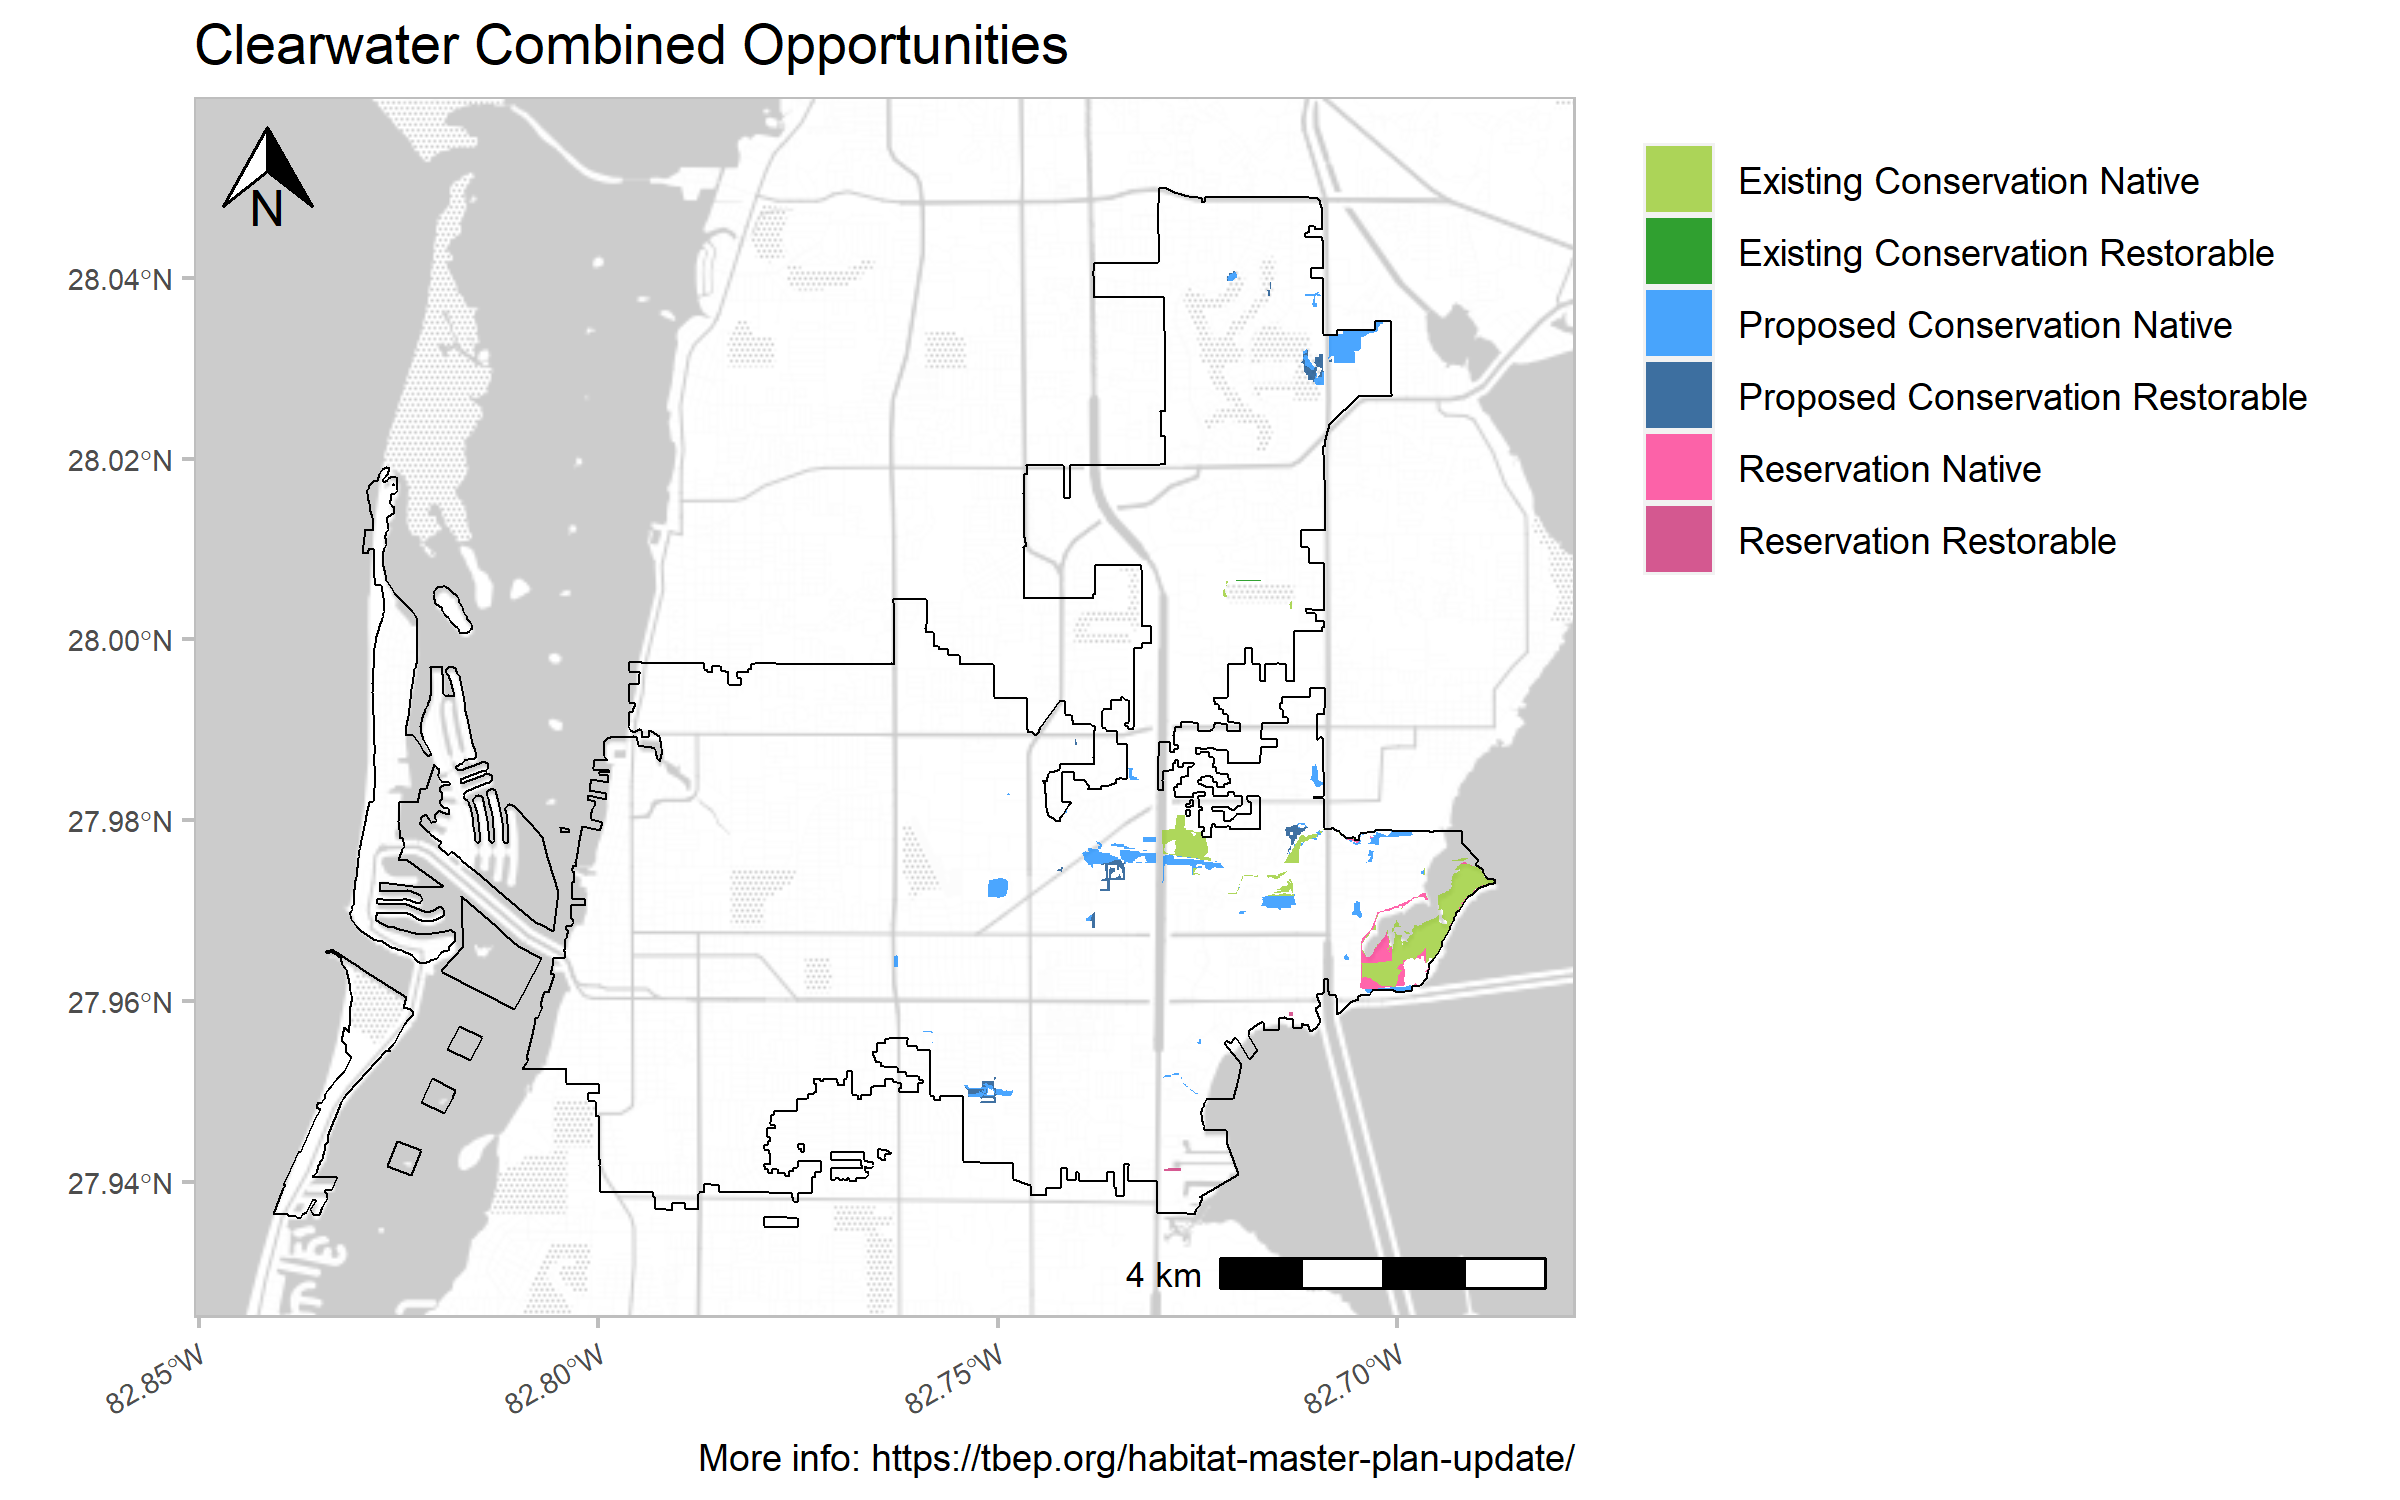 Clearwater Combined Opportunities
N
Existing Conservation Native
Existing Conservation Restorable
Proposed Conservation Native
Proposed Conservation Restorable
Reservation Native
Reservation Restorable
28.04°N
28.02°N
28.00°N
27.98°N
27.96°N
27.94°N
4 km
82.85°W
82.80°W
82.75°W
82.70°W
More info: https://tbep.org/habitat-master-plan-update/